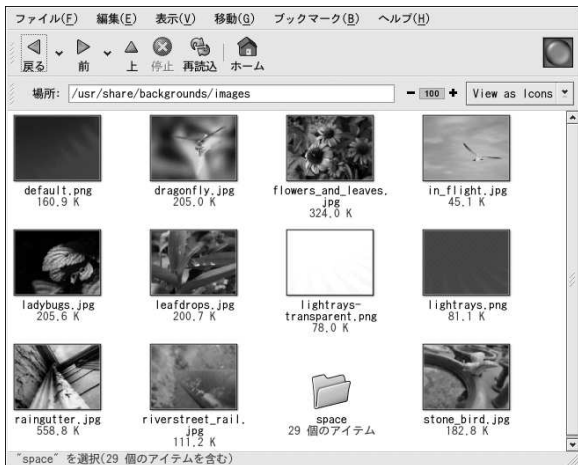 ファイル(F) 編集(E) 表示(V) 移動(G) ブックマーク(B) ヘルプ(H)
戻る 前 上 停止 再読込 ホーム
場所: /usr/share/backgrounds/images 100 View as Icons
default.png dragonfly.jpg flowers_and_leaves. in_flight.jpg
160.9 K 205.0 K jpg 45.1 K
324.0 K
ladybugs.jpg leafdrops.jpg lightrays- lightrays.png
205.6 K 200.7 K transparent.png 81.1 K
78.0 K
raingutter.jpg riverstreet_rail. space stone_bird.jpg
558.8 K jpg 29 個のアイテム 182.8 K
111.2 K
"space" を選択(29 個のアイテムを含む)